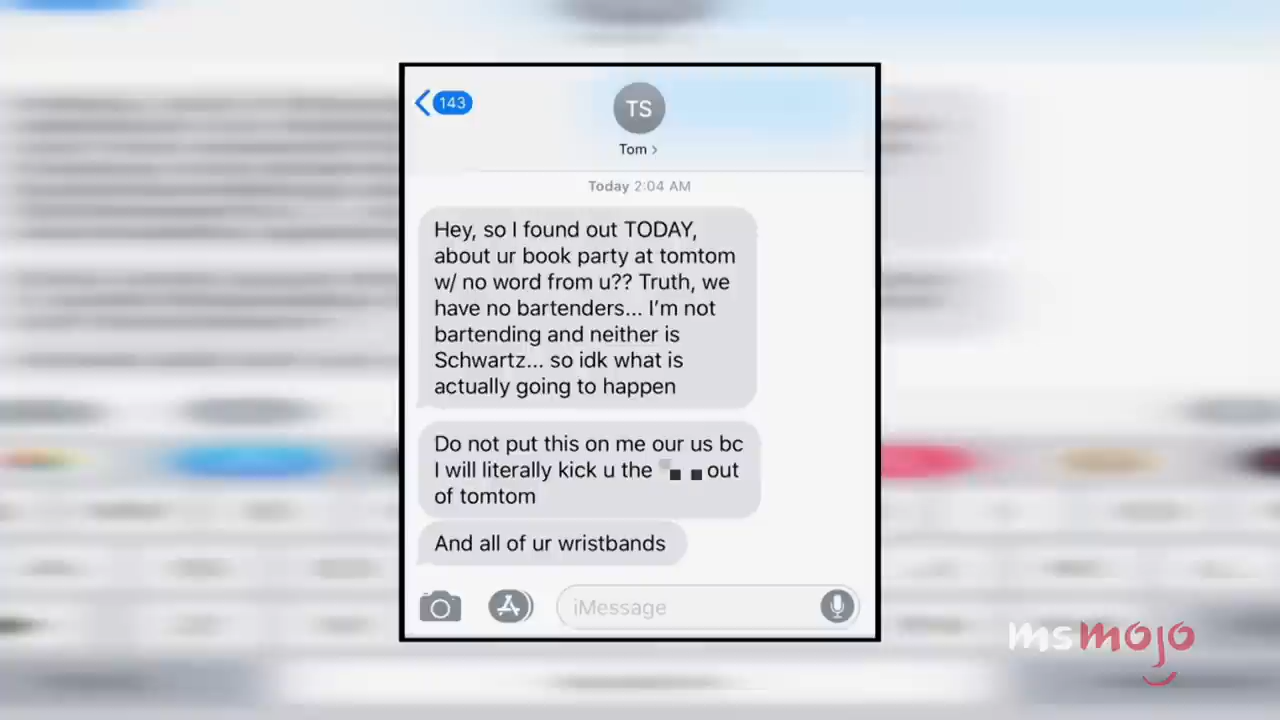 143
TS
Tom >
Today 2:04 AM
Hey, so I found out TODAY,
about ur book party at tomtom
w/ no word from u?? Truth, we
have no bartenders... I'm not
bartending and neither is
Schwartz... so idk what is
actually going to happen
Do not put this on me our us bc
I will literally kick u the out
of tomtom
And all of ur wristbands
iMessage
msmojo